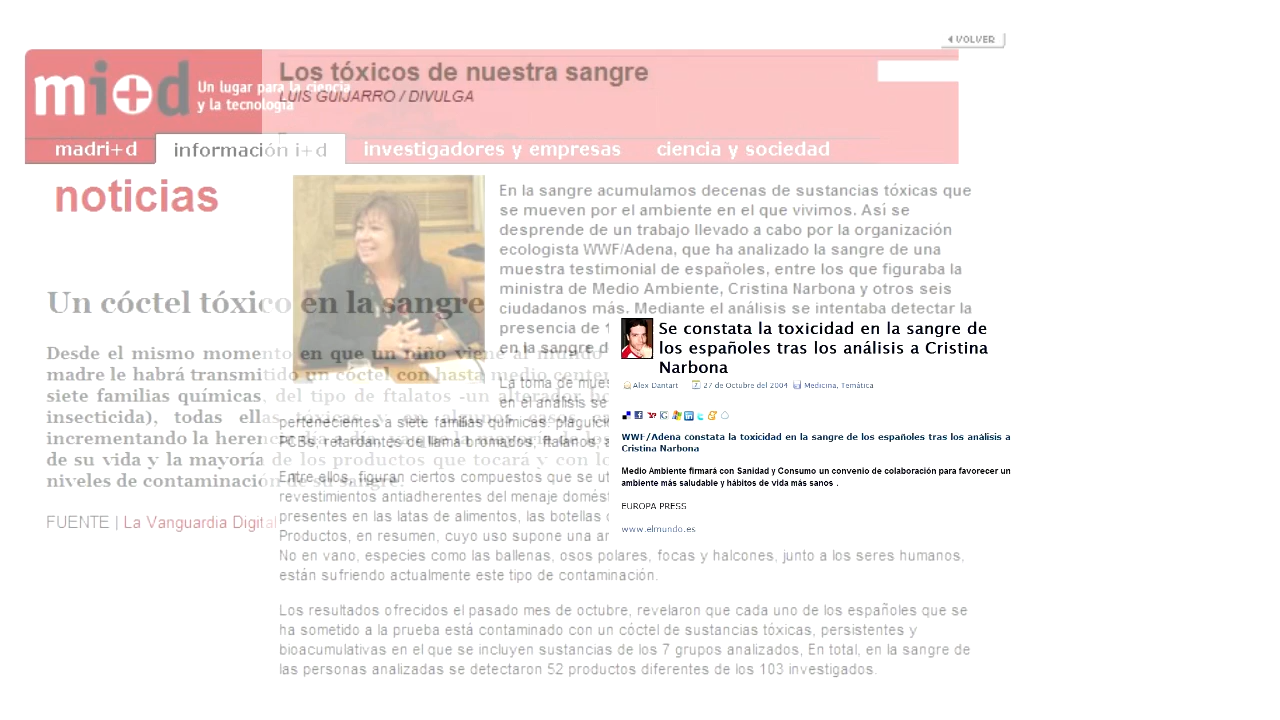 VOLVER
mi+d
Un lugar para la ciencia
y la tecnología
Los tóxicos de nuestra sangre
LUIS GUIJARRO / DIVULGA
madri+d
información i+d
investigadores y empresas
ciencia y sociedad
noticias
En la sangre acumulamos decenas de sustancias tóxicas que
se mueven por el ambiente en el que vivimos. Así se
desprende de un trabajo llevado a cabo por la organización
ecologista WWF/Adena, que ha analizado la sangre de una
muestra testimonial de españoles, entre los que figuraba la
ministra de Medio Ambiente, Cristina Narbona y otros seis
ciudadanos más. Mediante el análisis se intentaba detectar la
presencia de 1
en la sangre d
Un cóctel tóxico en la sangre
Desde el mismo momento en que un niño viene al mundo
madre le habrá transmitido un cóctel con hasta medio centen
siete familias químicas, del tipo de ftalatos -un alterador ho
insecticida), todas ellas tóxicas y en algunos casos
incrementando la herencia
de su vida y la mayoría de los productos que tocará y con lo
niveles de contaminación de su sangre.
FUENTE | La Vanguardia Digital
La toma de mues
en el análisis se
pertenecientes a siete familias químicas: plaguicid
PCBs, retardantes de llama bromados, ftalanos, a
Entre ellos, figuran ciertos compuestos que se ut
revestimientos antiadherentes del menaje domést
presentes en las latas de alimentos, las botellas d
Productos, en resumen, cuyo uso supone una am
No en vano, especies como las ballenas, osos polares, focas y halcones, junto a los seres humanos,
están sufriendo actualmente este tipo de contaminación.
Los resultados ofrecidos el pasado mes de octubre, revelaron que cada uno de los españoles que se
ha sometido a la prueba está contaminado con un cóctel de sustancias tóxicas, persistentes y
bioacumulativas en el que se incluyen sustancias de los 7 grupos analizados, En total, en la sangre de
las personas analizadas se detectaron 52 productos diferentes de los 103 investigados.
Se constata la toxicidad en la sangre de
los españoles tras los análisis a Cristina
Narbona
Alex Dantart 27 de Octubre del 2004 Medicina, Temática
WWF/Adena constata la toxicidad en la sangre de los españoles tras los análisis a
Cristina Narbona
Medio Ambiente firmará con Sanidad y Consumo un convenio de colaboración para favorecer un
ambiente más saludable y hábitos de vida más sanos .
EUROPA PRESS
www.elmundo.es